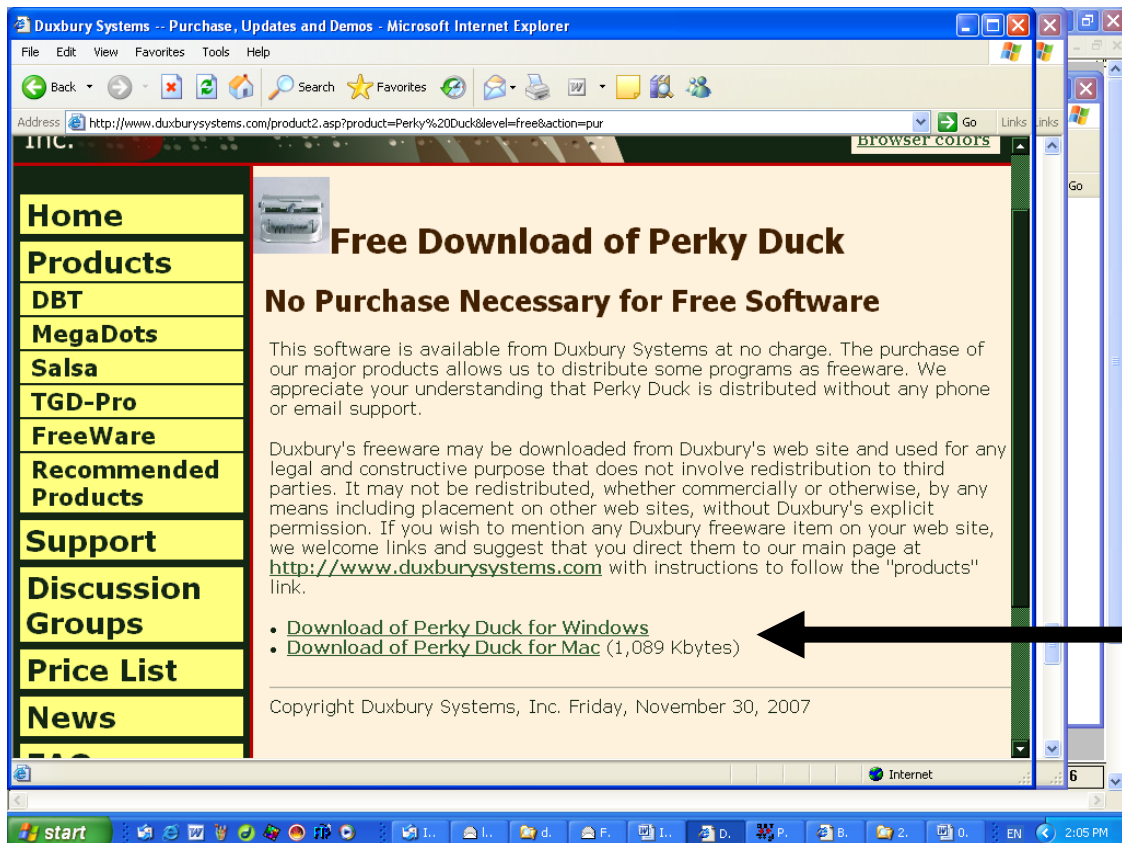 Duxbury Systems -- Purchase, Updates and Demos - Microsoft Internet Explorer
File Edit View Favorites Tools Help
Back Search Favorites
Address http://www.duxburysystems.com/product2.asp?product=Perky%20Duck&level=free&action=pur Go Links Links
Go
Inc.
Browser colors
Home
Products
DBT
MegaDots
Salsa
TGD-Pro
FreeWare
Recommended
Products
Support
Discussion
Groups
Price List
News
Free Download of Perky Duck
No Purchase Necessary for Free Software
This software is available from Duxbury Systems at no charge. The purchase of
our major products allows us to distribute some programs as freeware. We
appreciate your understanding that Perky Duck is distributed without any phone
or email support.
Duxbury's freeware may be downloaded from Duxbury's web site and used for any
legal and constructive purpose that does not involve redistribution to third
parties. It may not be redistributed, whether commercially or otherwise, by any
means including placement on other web sites, without Duxbury's explicit
permission. If you wish to mention any Duxbury freeware item on your web site,
we welcome links and suggest that you direct them to our main page at
http://www.duxburysystems.com with instructions to follow the "products"
link.
• Download of Perky Duck for Windows
• Download of Perky Duck for Mac (1,089 Kbytes)
Copyright Duxbury Systems, Inc. Friday, November 30, 2007
Internet
6
start I.. d. F. I.. D. P. B. 2. 0. EN 2:05 PM